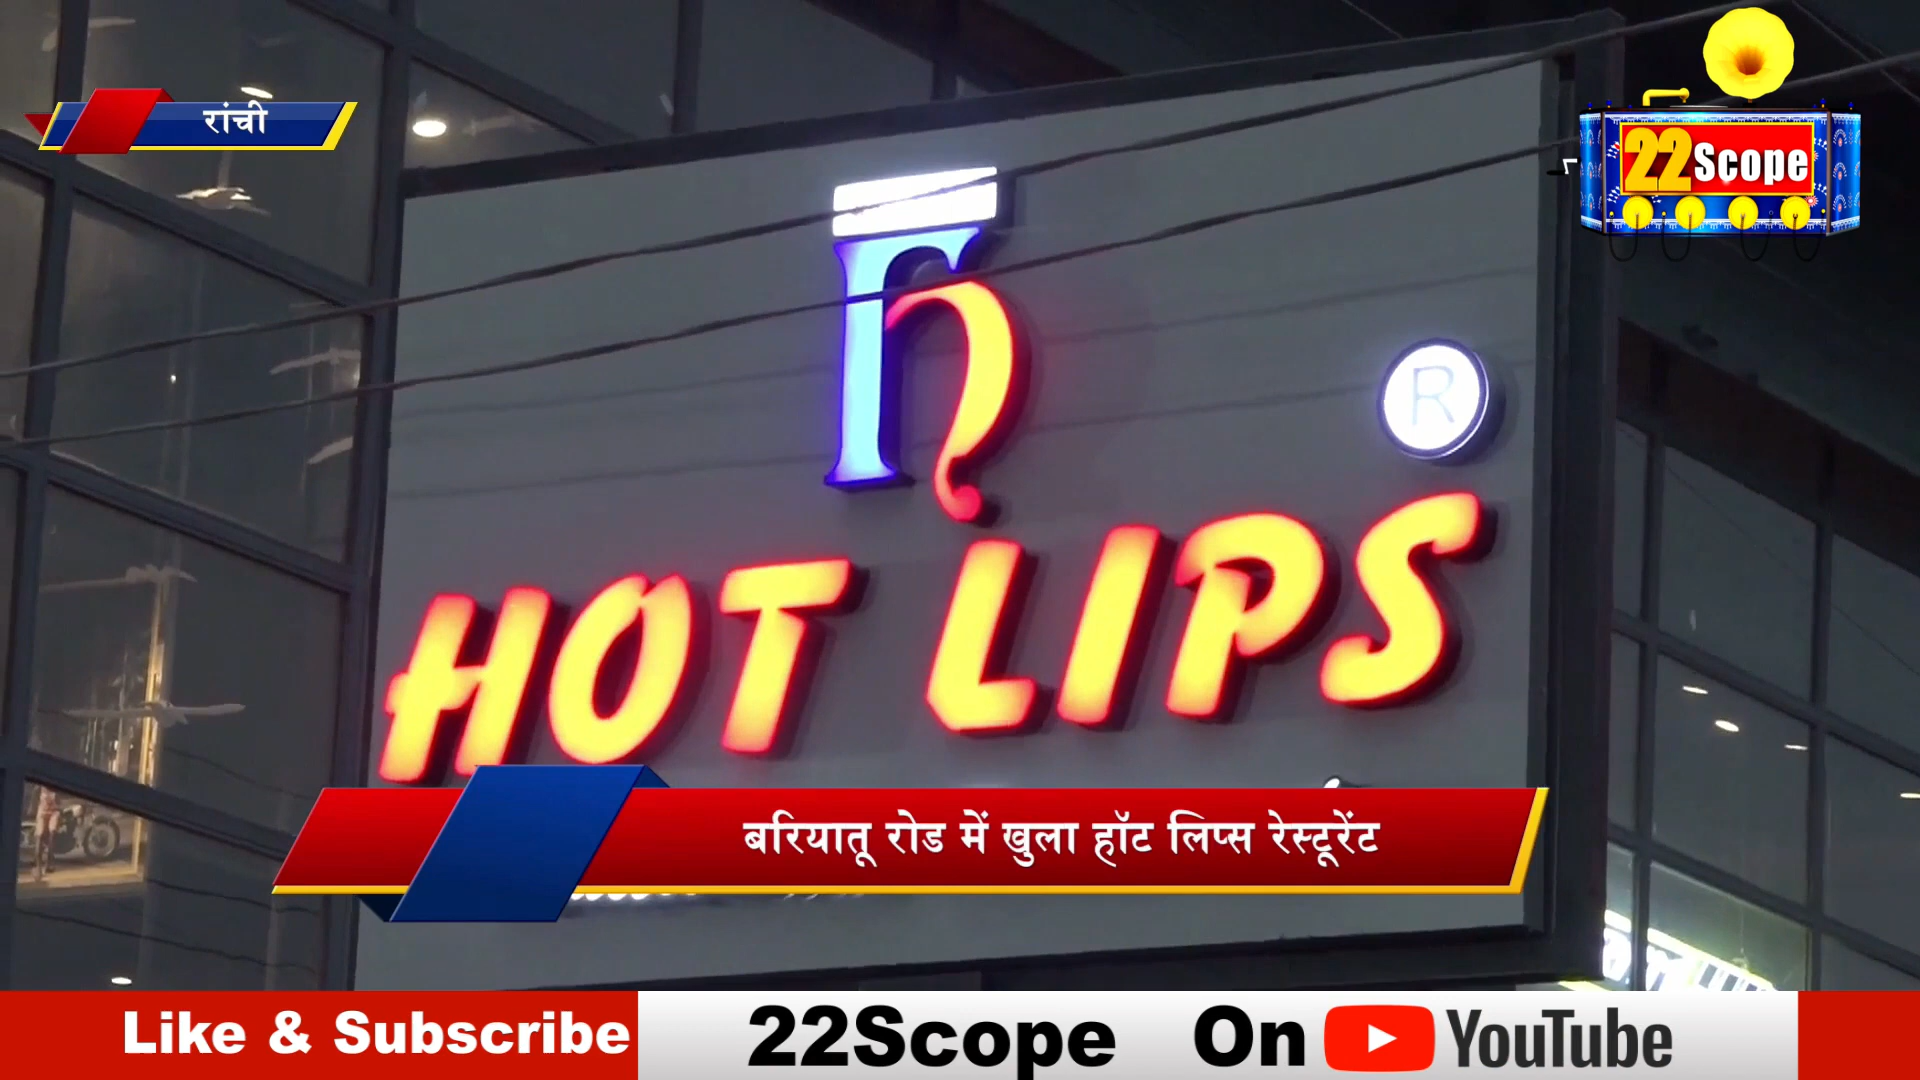 रांची
22Scope
R
HOT LIPS
बरियातू रोड में खुला हॉट लिप्स रेस्टूरेंट
Like & Subscribe 22Scope On YouTube